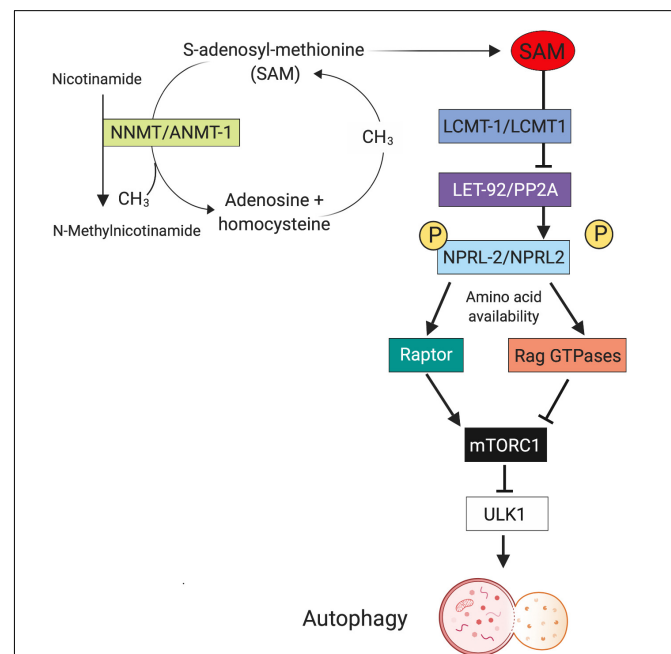 S-adenosyl-methionine
(SAM)
SAM
Nicotinamide
NNMT/ANMT-1
LCMT-1/LCMT1
CH3
LET-92/PP2A
CH3
Adenosine +
homocysteine
N-Methylnicotinamide
P
P
NPRL-2/NPRL2
Amino acid
availability
Raptor
Rag GTPases
mTORC1
ULK1
Autophagy